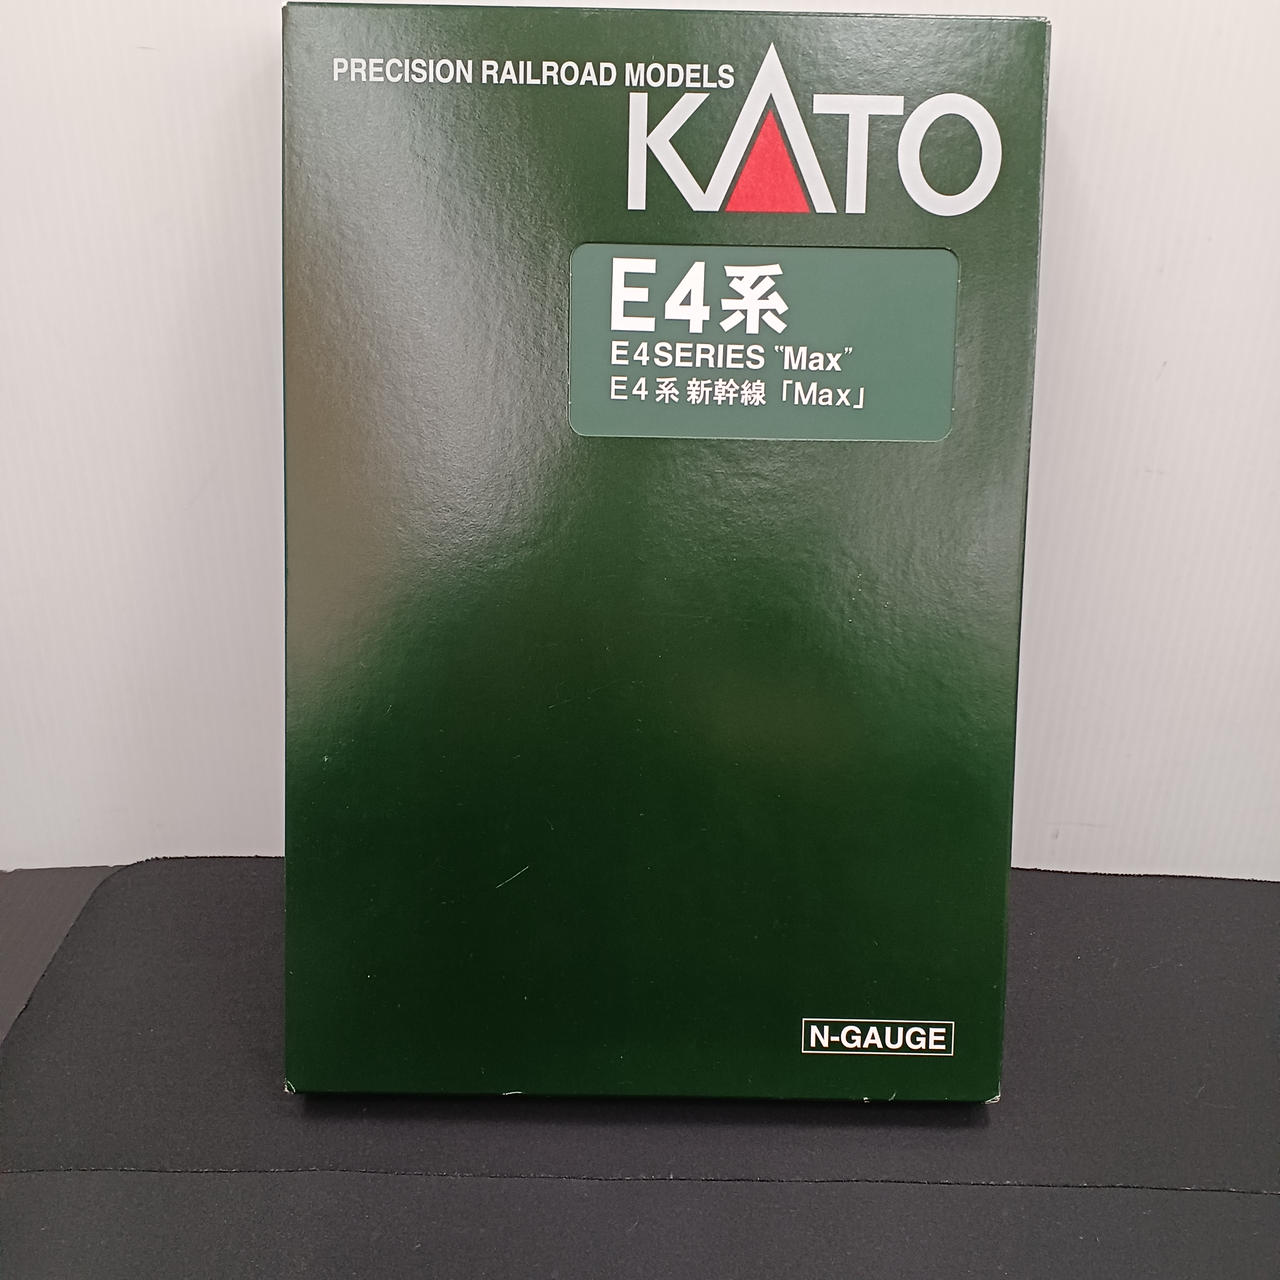 PRECISION RAILROAD MODELS
KATO
E4系
E4SERIES "Max"
E4系 新幹線「Max」
N-GAUGE